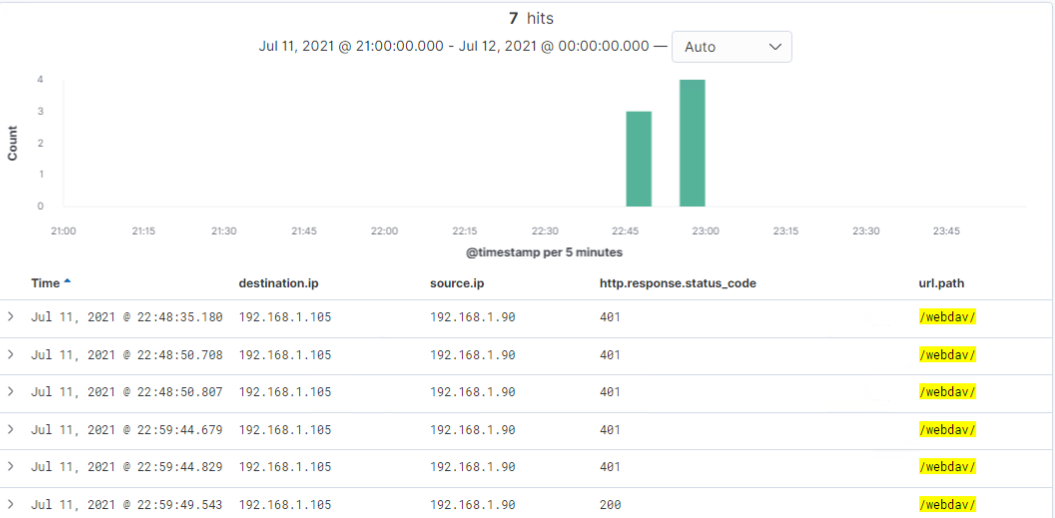 7 hits
Jul 11, 2021 @ 21:00:00.000 - Jul 12, 2021 @ 00:00:00.000 — Auto
Count
4
3
2
1
0
21:00 21:15 21:30 21:45 22:00 22:15 22:30 22:45 23:00 23:15 23:30 23:45
@timestamp per 5 minutes
Time destination.ip source.ip http.response.status_code url.path
Jul 11, 2021 @ 22:48:35.180 192.168.1.105 192.168.1.90 401 /webdav/
Jul 11, 2021 @ 22:48:50.708 192.168.1.105 192.168.1.90 401 /webdav/
Jul 11, 2021 @ 22:48:50.807 192.168.1.105 192.168.1.90 401 /webdav/
Jul 11, 2021 @ 22:59:44.679 192.168.1.105 192.168.1.90 401 /webdav/
Jul 11, 2021 @ 22:59:44.829 192.168.1.105 192.168.1.90 401 /webdav/
Jul 11, 2021 @ 22:59:49.543 192.168.1.105 192.168.1.90 200 /webdav/